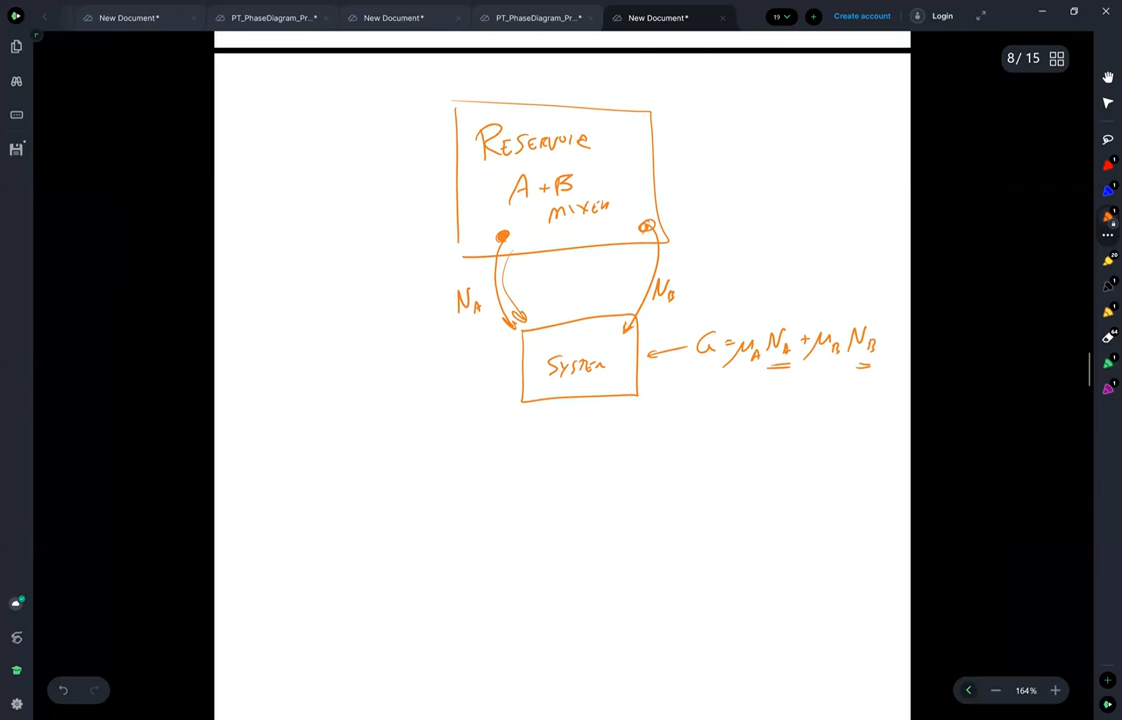 New Document*
PT_PhaseDiagram_Pr...*
New Document*
PT_PhaseDiagram_Pr...*
New Document*
19
Create account
Login
8/ 15
RESERVOIR
A + B
MIXED
N_A
N_B
SYSTEM
G = μ_A N_A + μ_B N_B
164%